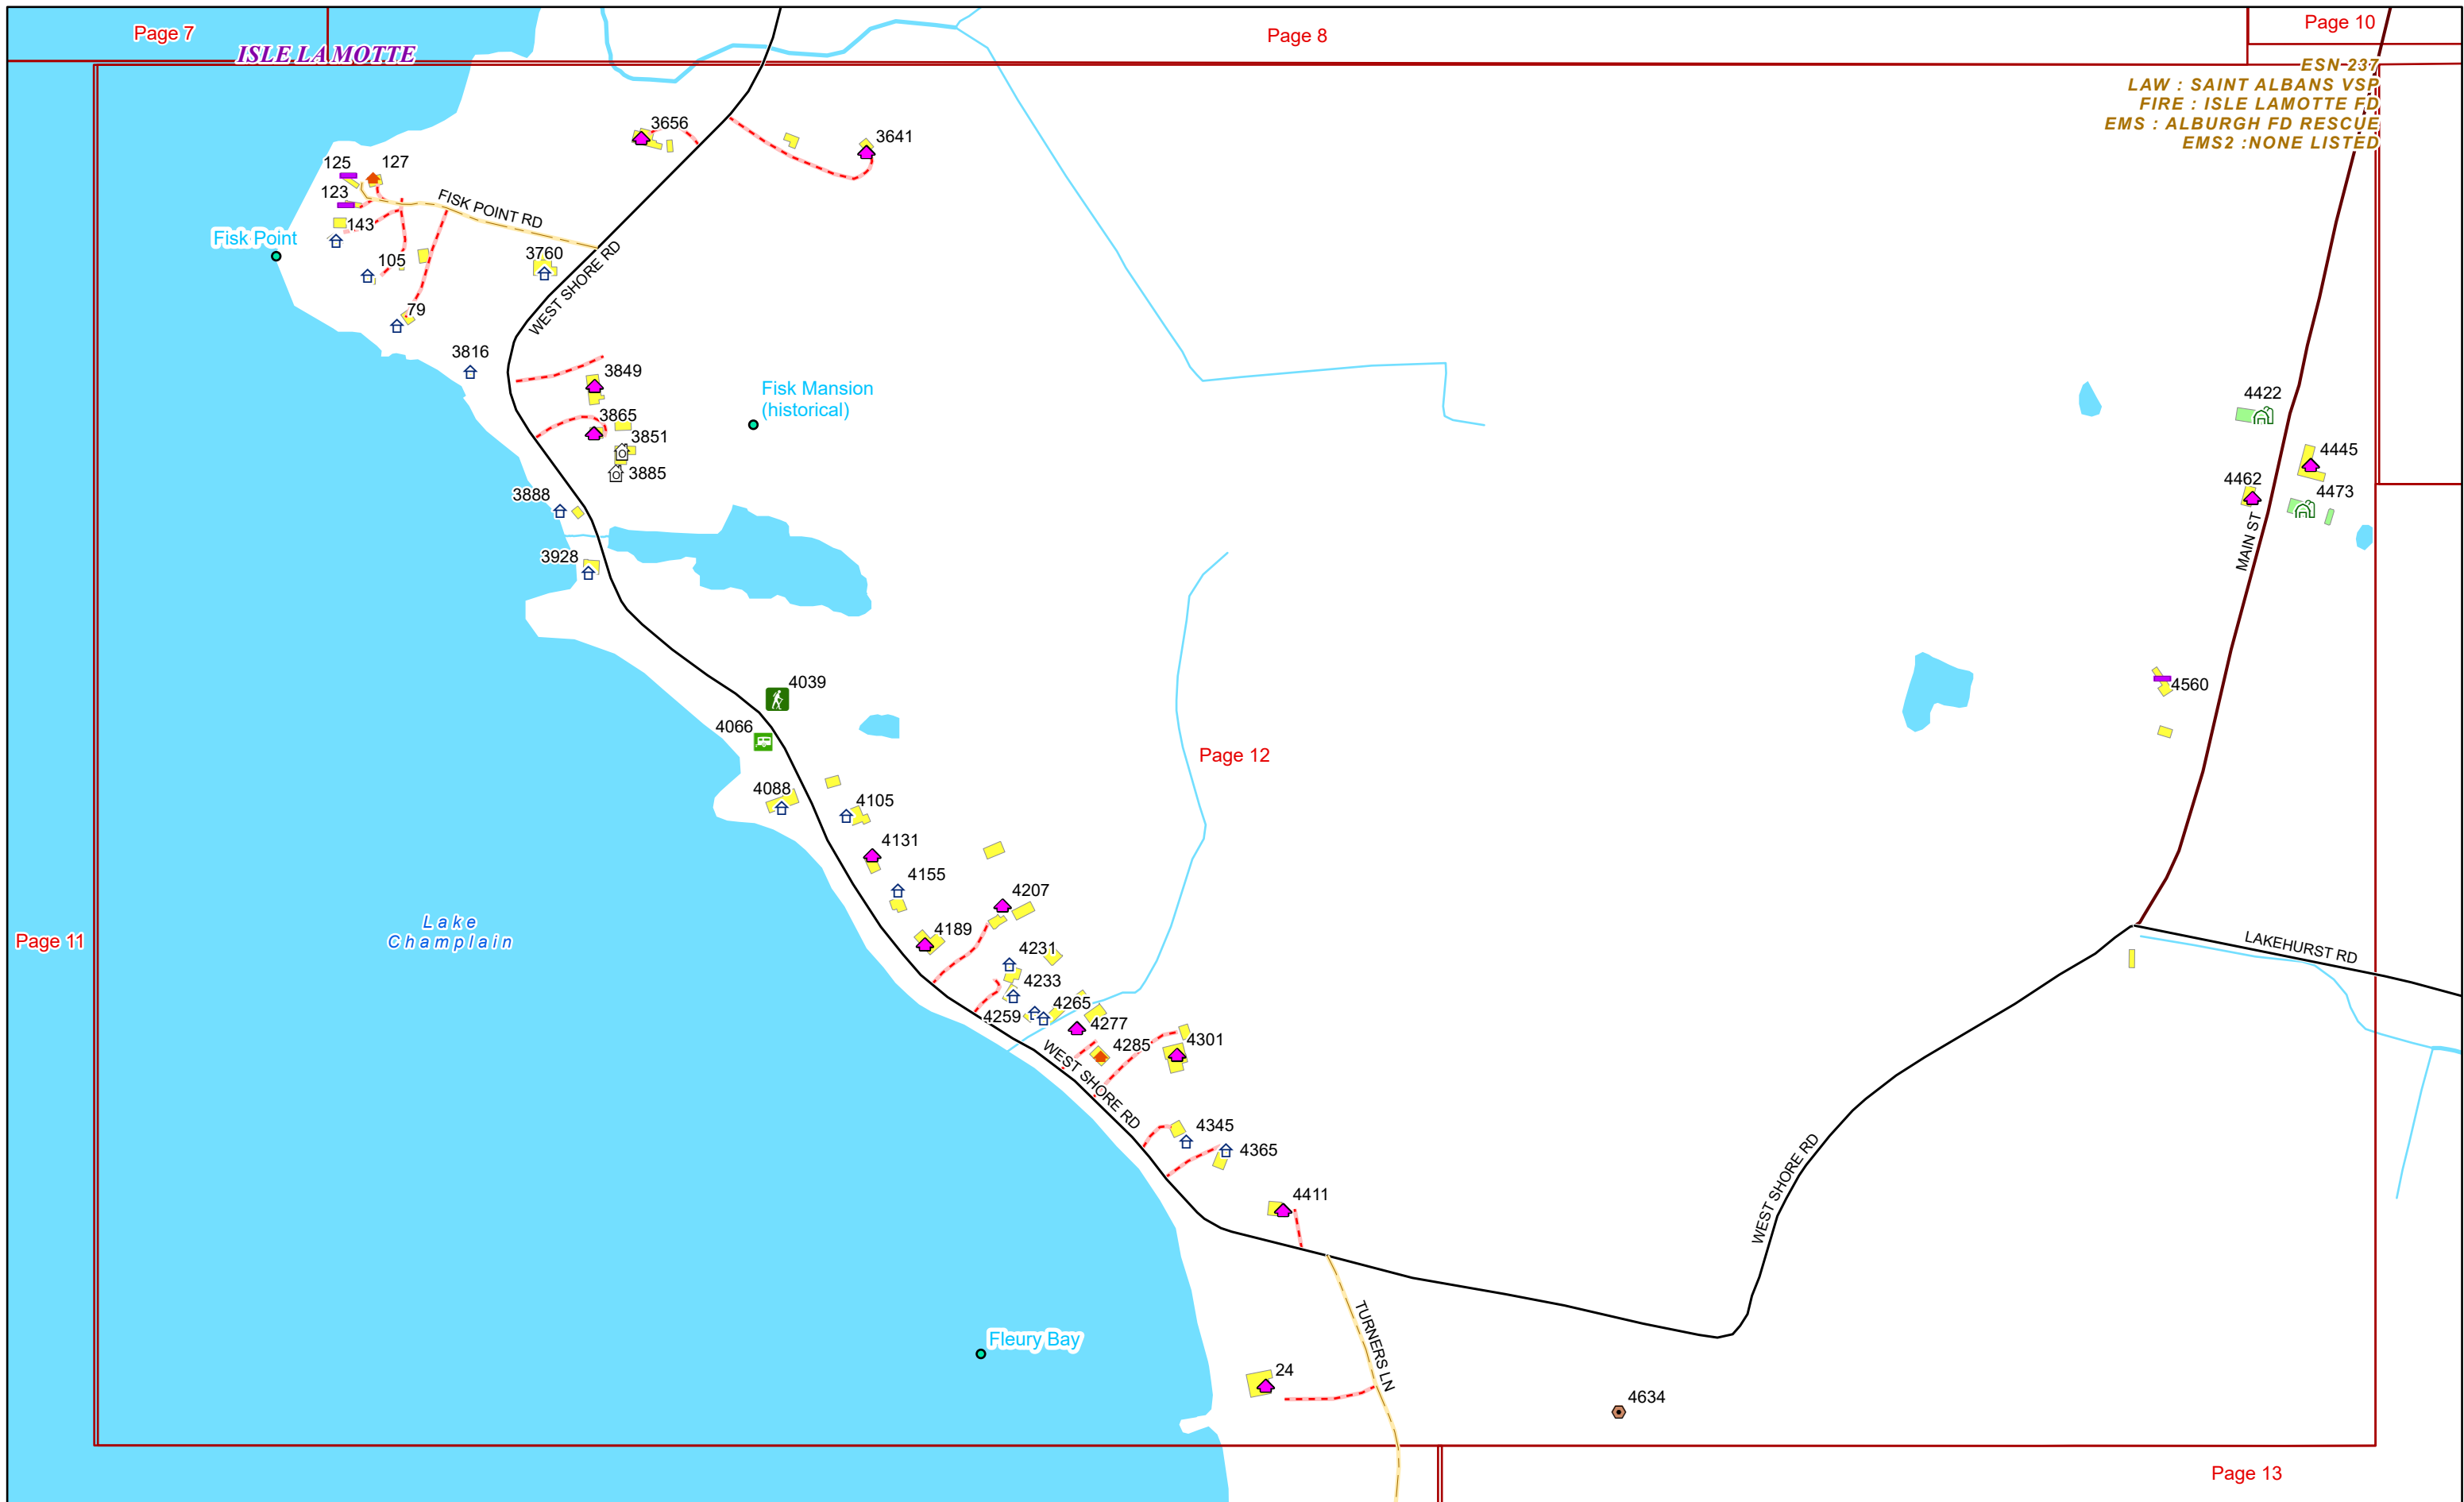 Page 7
Page 8
Page 10
ISLE LA MOTTE
ESN 237
LAW : SAINT ALBANS VSP
FIRE : ISLE LAMOTTE FD
EMS : ALBURGH FD RESCUE
EMS2 :NONE LISTED
3656
3641
125
127
123
FISK POINT RD
143
Fisk Point
105
3760
WEST SHORE RD
79
3816
3849
Fisk Mansion
(historical)
3865
3851
3885
4422
4445
4462
4473
MAIN ST
3888
3928
4039
4066
4560
Page 12
4088
4105
4131
4155
4207
4189
Lake
Champlain
Page 11
4231
4233
LAKEHURST RD
4265
4259
4277
4285
4301
WEST SHORE RD
4345
4365
WEST SHORE RD
4411
TURNERS LN
Fleury Bay
24
4634
Page 13